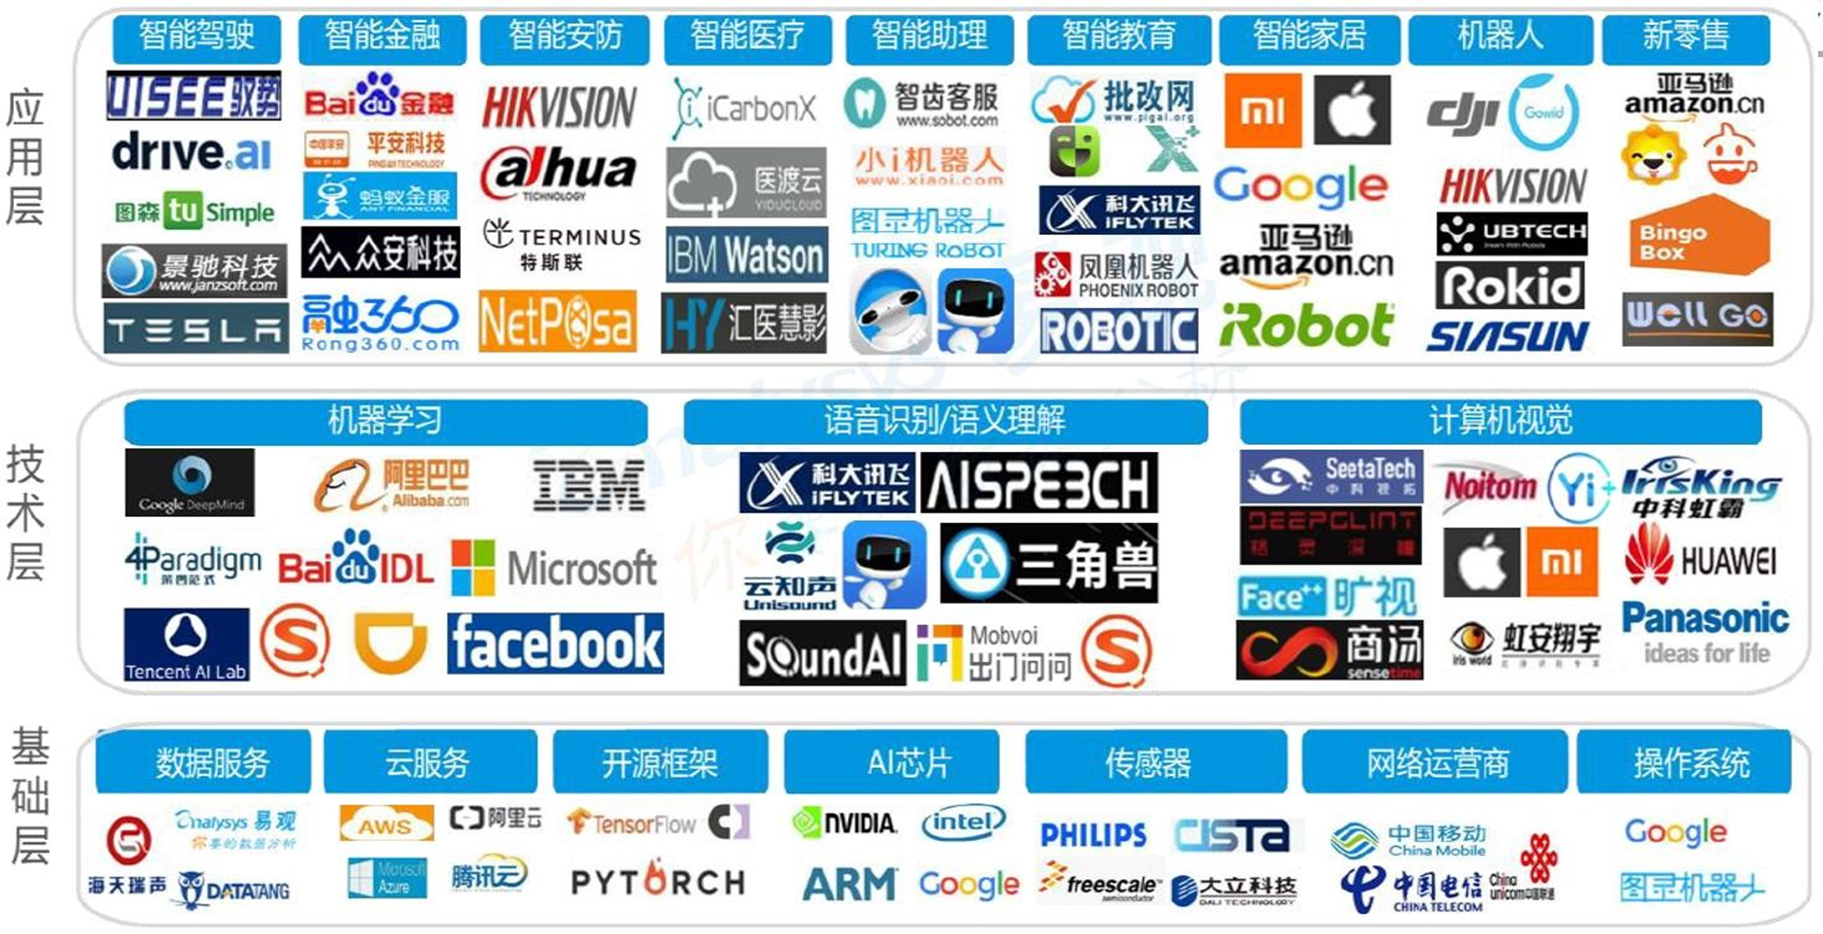 应用层
智能驾驶
UISEE驭势
drive.ai
图森tuSimple
景驰科技
www.janzsoft.com
TESLA
智能金融
Bai du 金融
中国平安 平安科技
PINGAN TECHNOLOGY
蚂蚁金服
ANT FINANCIAL
众安科技
融360
Rong360.com
智能安防
HIKVISION
alhua
TECHNOLOGY
TERMINUS
特斯联
NetPosa
智能医疗
iCarbonX
医渡云
YIDUCLOUD
IBM Watson
HY 汇医慧影
智能助理
智齿客服
www.sobot.com
小i机器人
www.xiaoi.com
图灵机器人
TURING ROBOT
智能教育
批改网
www.pigai.org
X
科大讯飞
iFLYTEK
凤凰机器人
PHOENIX ROBOT
ROBOTIC
智能家居
mi
Google
亚马逊
amazon.cn
iRobot
机器人
dji Gowild
HIKVISION
UBTECH
Rokid
SIASUN
新零售
亚马逊
amazon.cn
Bingo
Box
Well GO
技术层
机器学习
Google DeepMind
阿里巴巴
Alibaba.com
IBM
4Paradigm
第四范式
Bai du IDL
Microsoft
Tencent AI Lab
S
facebook
语音识别/语义理解
科大讯飞
iFLYTEK
AISPEECH
云知声
Unisound
三角兽
SoundAI
Mobvoi
出门问问
S
计算机视觉
SeetaTech
中科视拓
Noitom
Yi+
IrisKing
中科虹霸
DEEPGLINT
格灵深瞳
mi
HUAWEI
Face++ 旷视
商汤
sensetime
虹安翔宇
iris world
Panasonic
ideas for life
基础层
数据服务
海天瑞声
analysys 易观
你要的数据分析
DATATANG
云服务
AWS
阿里云
Microsoft
Azure
腾讯云
开源框架
TensorFlow
PYTORCH
AI芯片
NVIDIA.
intel
ARM
Google
传感器
PHILIPS
CISTA
freescale
semiconductor
大立科技
DALI TECHNOLOGY
网络运营商
中国移动
China Mobile
中国电信
CHINA TELECOM
China
unicom中国联通
操作系统
Google
图灵机器人